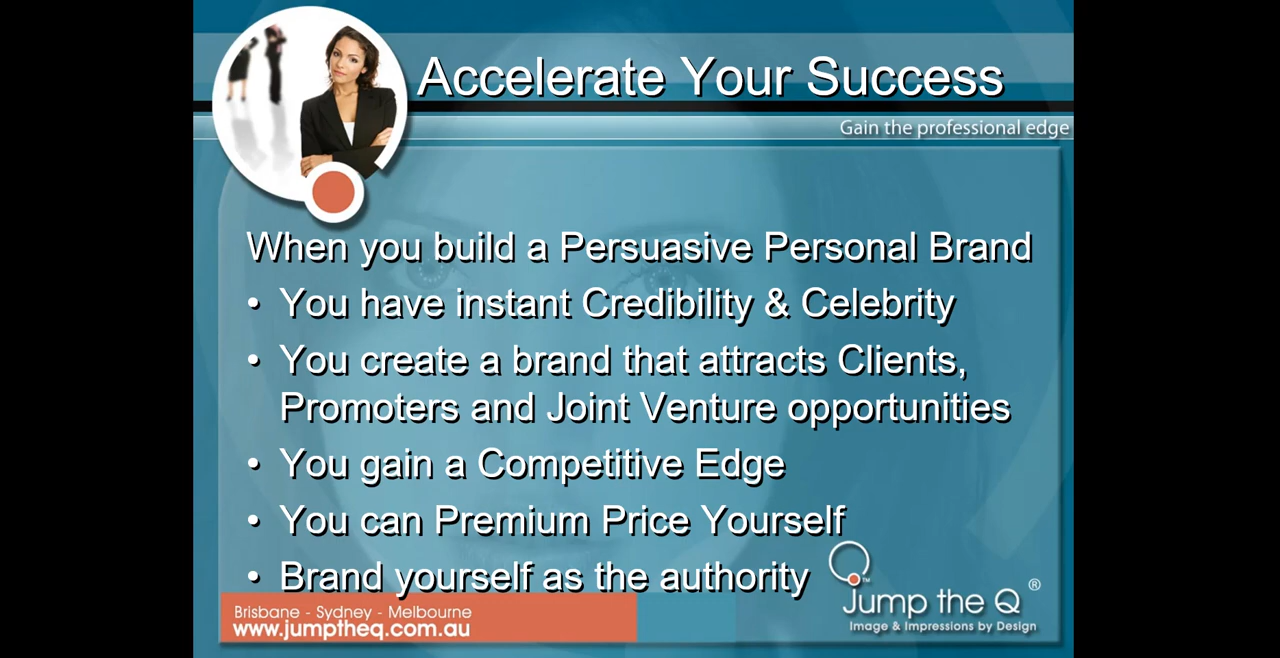 Accelerate Your Success
Gain the professional edge
When you build a Persuasive Personal Brand
• You have instant Credibility & Celebrity
• You create a brand that attracts Clients,
Promoters and Joint Venture opportunities
• You gain a Competitive Edge
• You can Premium Price Yourself
• Brand yourself as the authority
Brisbane - Sydney - Melbourne
www.jumptheq.com.au
™
Jump the Q ®
Image & Impressions by Design